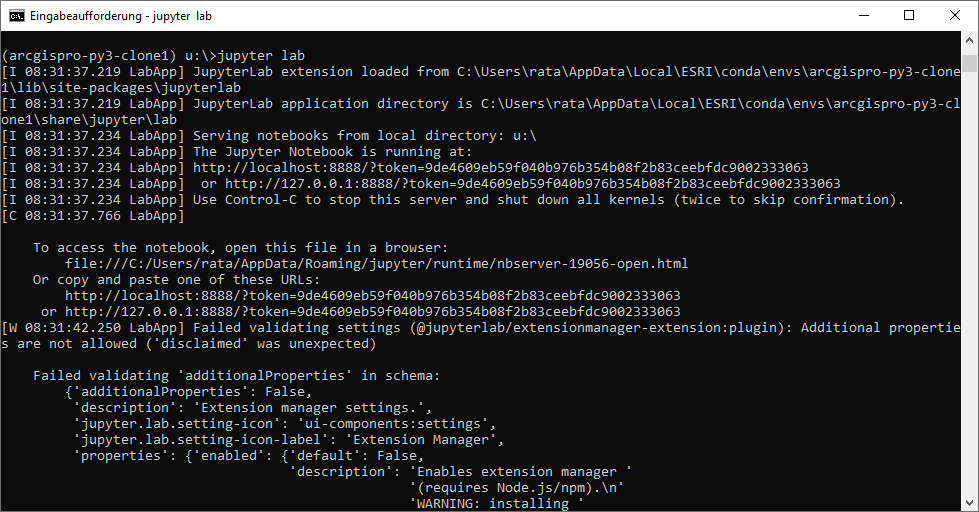 Eingabeaufforderung - jupyter lab
(arcgispro-py3-clone1) u:\>jupyter lab
[I 08:31:37.219 LabApp] JupyterLab extension loaded from C:\Users\rata\AppData\Local\ESRI\conda\envs\arcgispro-py3-clone
1\lib\site-packages\jupyterlab
[I 08:31:37.219 LabApp] JupyterLab application directory is C:\Users\rata\AppData\Local\ESRI\conda\envs\arcgispro-py3-cl
one1\share\jupyter\lab
[I 08:31:37.234 LabApp] Serving notebooks from local directory: u:\
[I 08:31:37.234 LabApp] The Jupyter Notebook is running at:
[I 08:31:37.234 LabApp] http://localhost:8888/?token=9de4609eb59f040b976b354b08f2b83ceebfdc9002333063
[I 08:31:37.234 LabApp]  or http://127.0.0.1:8888/?token=9de4609eb59f040b976b354b08f2b83ceebfdc9002333063
[I 08:31:37.234 LabApp] Use Control-C to stop this server and shut down all kernels (twice to skip confirmation).
[C 08:31:37.766 LabApp]
    To access the notebook, open this file in a browser:
        file:///C:/Users/rata/AppData/Roaming/jupyter/runtime/nbserver-19056-open.html
    Or copy and paste one of these URLs:
        http://localhost:8888/?token=9de4609eb59f040b976b354b08f2b83ceebfdc9002333063
     or http://127.0.0.1:8888/?token=9de4609eb59f040b976b354b08f2b83ceebfdc9002333063
[W 08:31:42.250 LabApp] Failed validating settings (@jupyterlab/extensionmanager-extension:plugin): Additional propertie
s are not allowed ('disclaimed' was unexpected)
    Failed validating 'additionalProperties' in schema:
        {'additionalProperties': False,
         'description': 'Extension manager settings.',
         'jupyter.lab.setting-icon': 'ui-components:settings',
         'jupyter.lab.setting-icon-label': 'Extension Manager',
         'properties': {'enabled': {'default': False,
                                    'description': 'Enables extension manager '
                                                   '(requires Node.js/npm).\n'
                                                   'WARNING: installing '